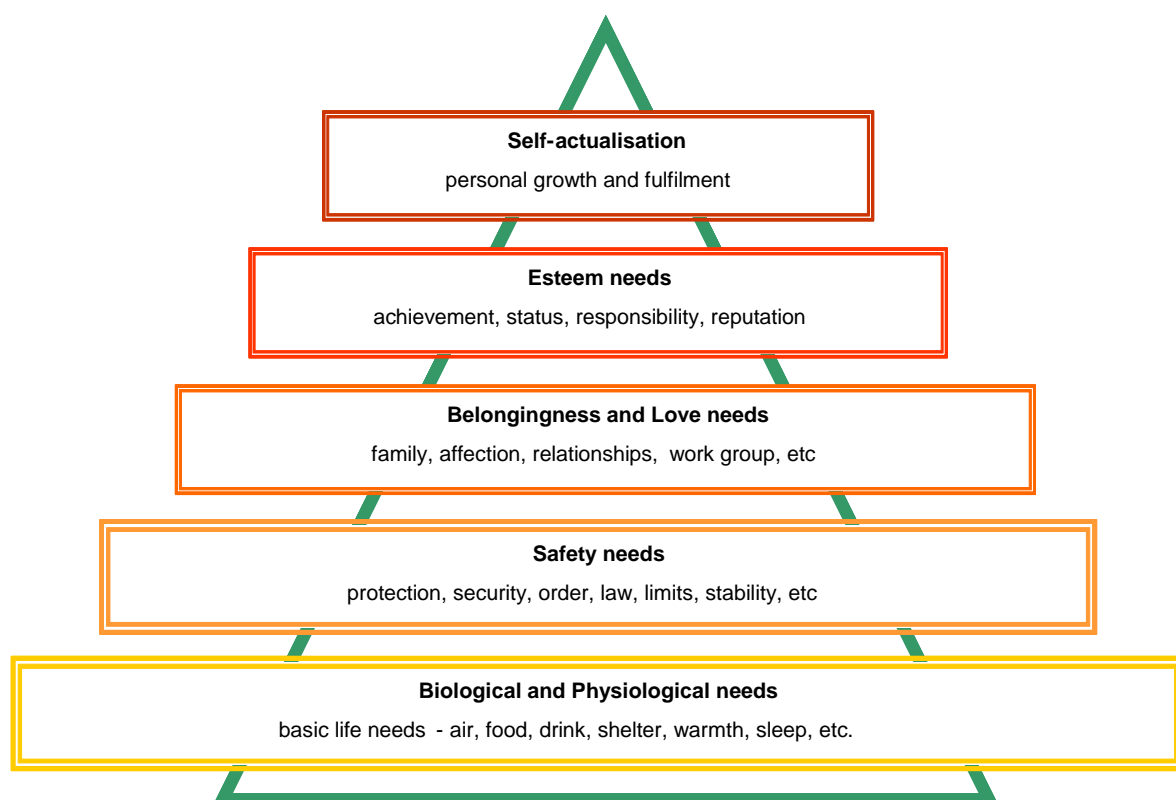 Self-actualisation
personal growth and fulfilment
Esteem needs
achievement, status, responsibility, reputation
Belongingness and Love needs
family, affection, relationships,  work group, etc
Safety needs
protection, security, order, law, limits, stability, etc
Biological and Physiological needs
basic life needs  - air, food, drink, shelter, warmth, sleep, etc.